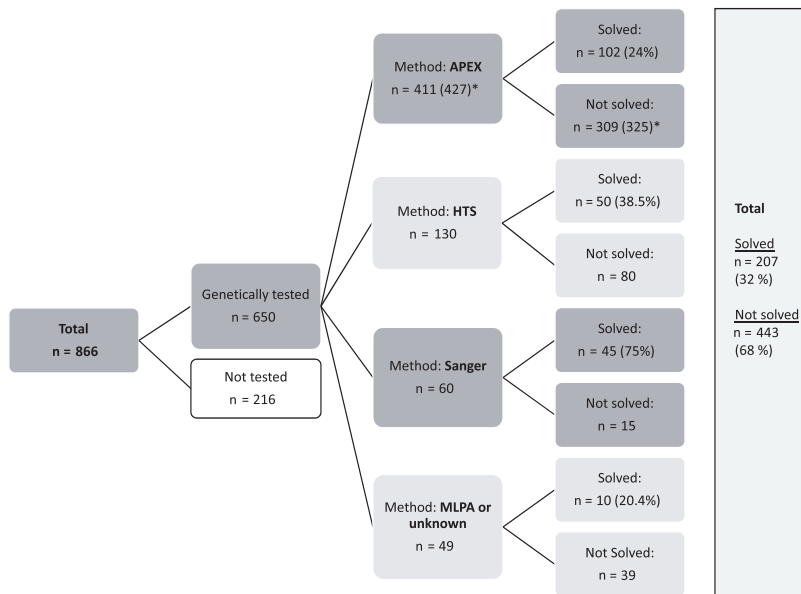 Total
n = 866
Genetically tested
n = 650
Not tested
n = 216
Method: APEX
n = 411 (427)*
Solved:
n = 102 (24%)
Not solved:
n = 309 (325)*
Method: HTS
n = 130
Solved:
n = 50 (38.5%)
Not solved:
n = 80
Method: Sanger
n = 60
Solved:
n = 45 (75%)
Not solved:
n = 15
Method: MLPA or
unknown
n = 49
Solved:
n = 10 (20.4%)
Not Solved:
n = 39
Total
Solved
n = 207
(32 %)
Not solved
n = 443
(68 %)